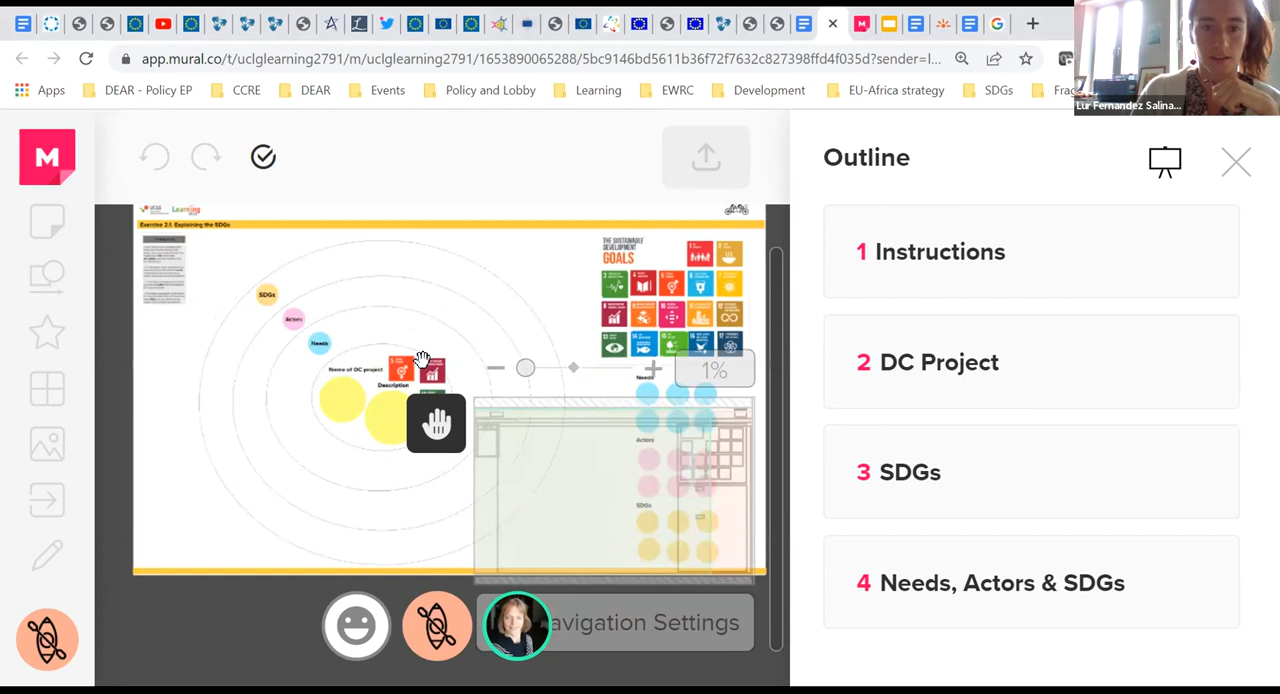 app.mural.co/t/uclglearning2791/m/uclglearning2791/1653890065288/5bc9146bd5611b36f72f7632c827398ffd4f035d?sender=l...
Apps
DEAR - Policy EP
CCRE
DEAR
Events
Policy and Lobby
Learning
EWRC
Development
EU-Africa strategy
SDGs
Lur Fernandez Salina...
M
UCLG
Learning
Exercise 2.1: Explaining the SDGs
THE SUSTAINABLE
DEVELOPMENT
GOALS
SDGs
Actors
Needs
Name of DC project
Description
1%
Needs
Actors
SDGs
avigation Settings
Outline
1 Instructions
2 DC Project
3 SDGs
4 Needs, Actors & SDGs